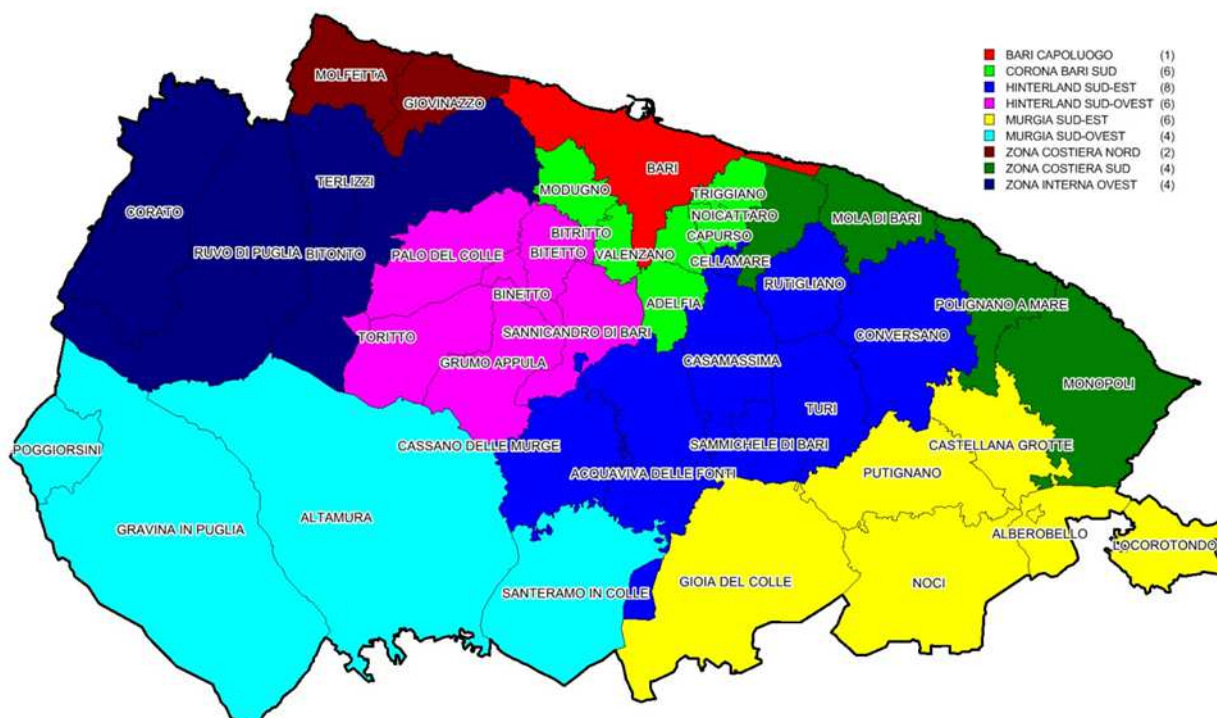 BARI CAPOLUOGO (1)
CORONA BARI SUD (6)
HINTERLAND SUD-EST (8)
HINTERLAND SUD-OVEST (6)
MURGIA SUD-EST (6)
MURGIA SUD-OVEST (4)
ZONA COSTIERA NORD (2)
ZONA COSTIERA SUD (4)
ZONA INTERNA OVEST (4)
MOLFETTA
GIOVINAZZO
BARI
TERLIZZI
MODUGNO
TRIGGIANO
CORATO
NOICATTARO
MOLA DI BARI
BITRITTO
CAPURSO
RUVO DI PUGLIA
BITONTO
PALO DEL COLLE
BITETTO
VALENZANO
CELLAMARE
RUTIGLIANO
BINETTO
ADELFIA
POLIGNANO A MARE
TORITTO
SANNICANDRO DI BARI
CONVERSANO
GRUMO APPULA
CASAMASSIMA
MONOPOLI
TURI
POGGIORSINI
CASSANO DELLE MURGE
SAMMICHELE DI BARI
CASTELLANA GROTTE
ACQUAVIVA DELLE FONTI
PUTIGNANO
GRAVINA IN PUGLIA
ALTAMURA
ALBEROBELLO
LOCOROTONDO
SANTERAMO IN COLLE
GIOIA DEL COLLE
NOCI